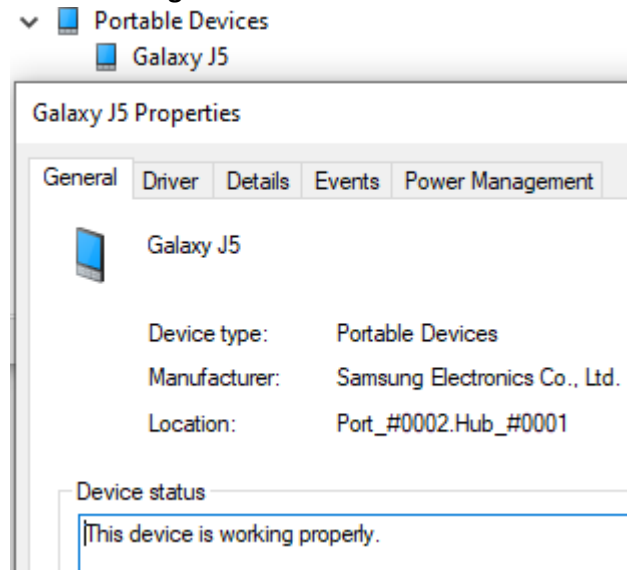 Portable Devices
Galaxy J5
Galaxy J5 Properties
General Driver Details Events Power Management
Galaxy J5
Device type: Portable Devices
Manufacturer: Samsung Electronics Co., Ltd.
Location: Port_#0002.Hub_#0001
Device status
This device is working properly.